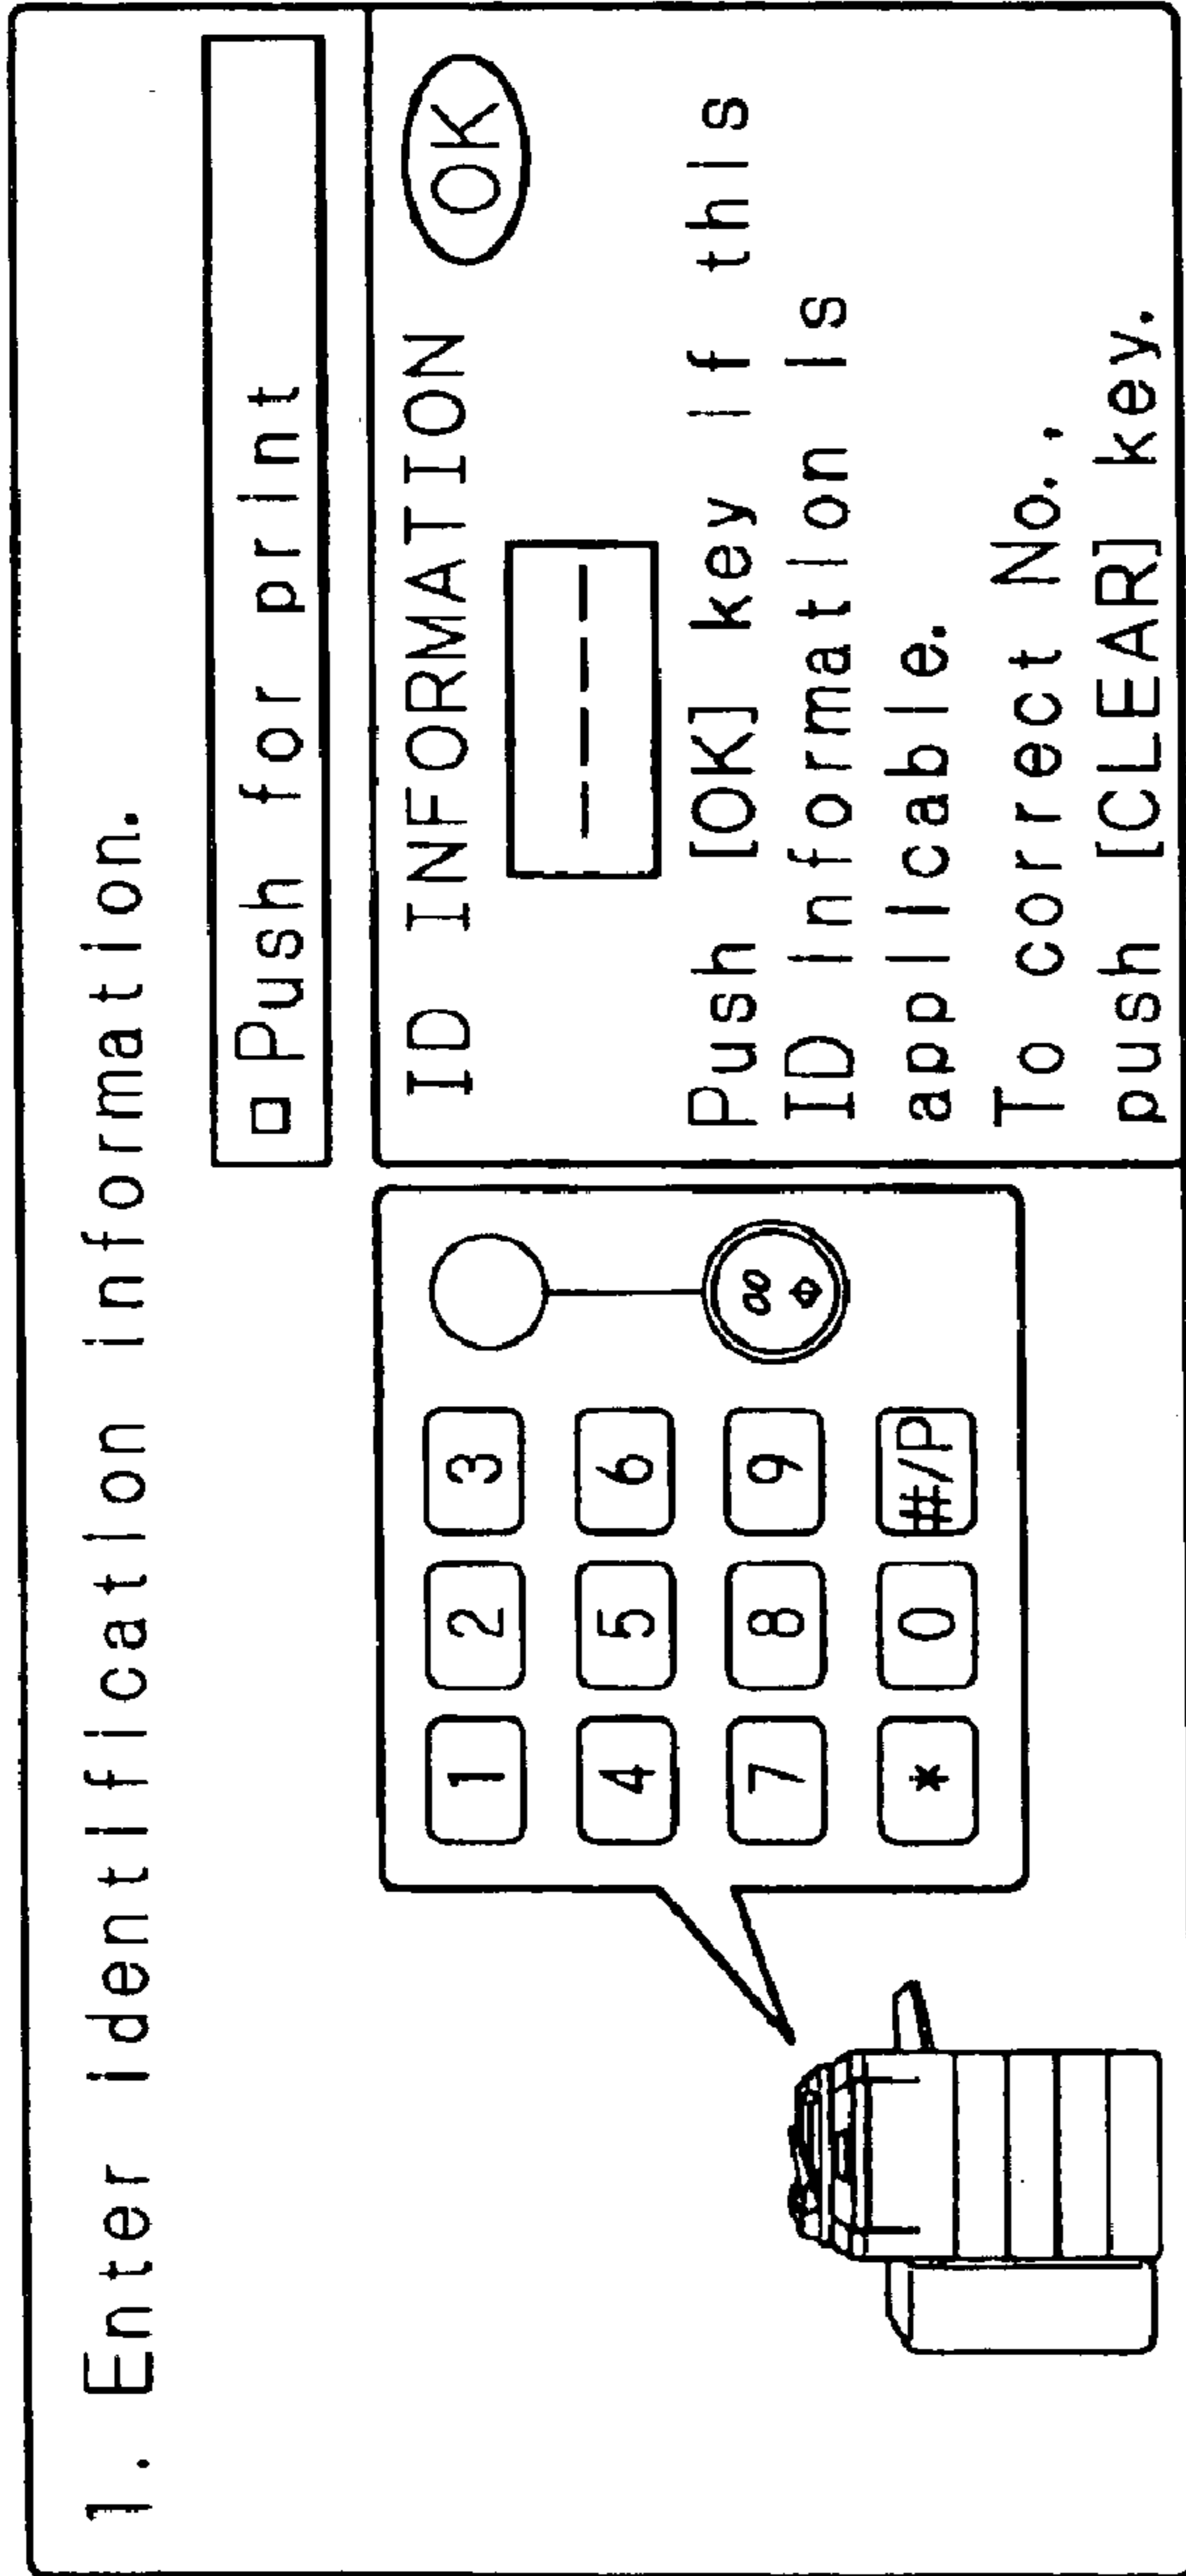 1. Enter identification information.
Push for print
ID INFORMATION
OK
----
Push [OK] key if this
ID information is
applicable.
To correct No.,
push [CLEAR] key.
1 2 3
4 5 6
7 8 9
* 0 #/P